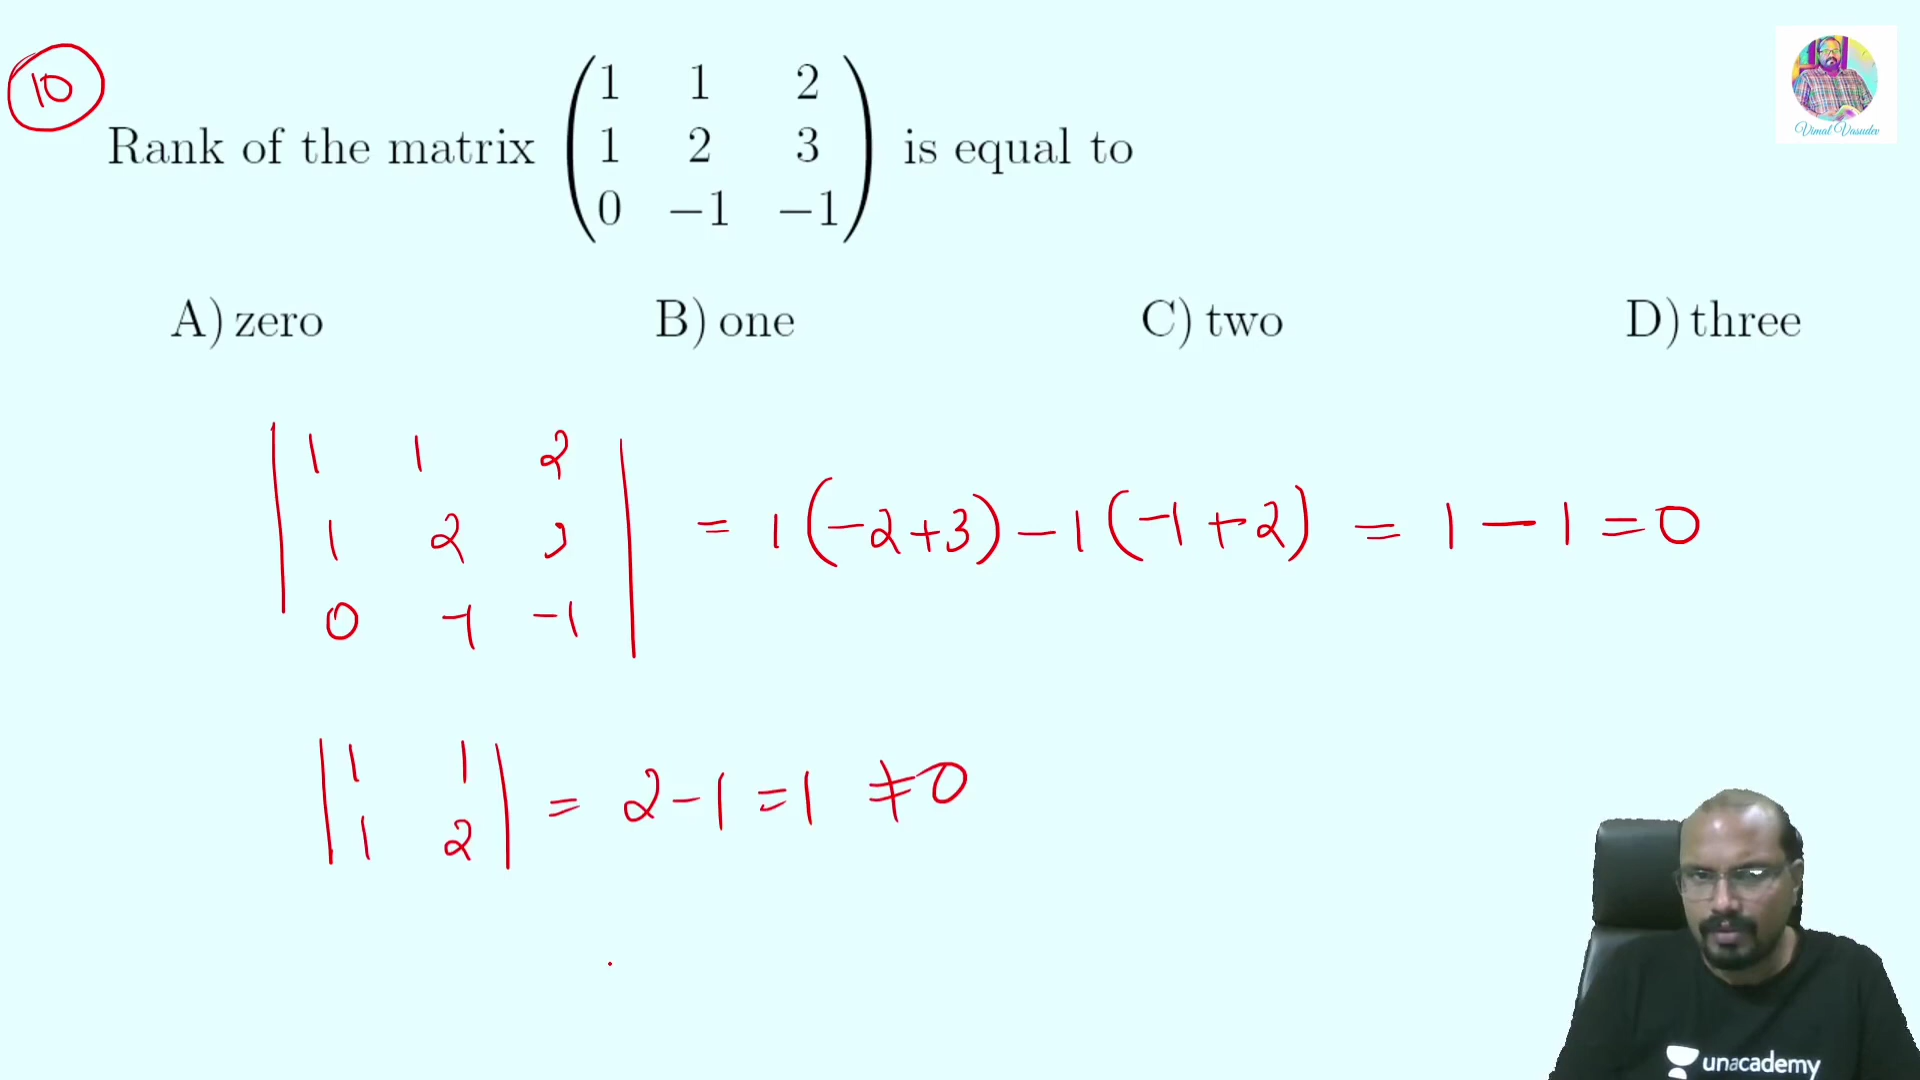 10
Rank of the matrix
1 1 2
1 2 3
0 −1 −1
is equal to
A) zero B) one C) two D) three
| 1 1 2 |
| 1 2 3 | = 1(-2+3) - 1(-1+2) = 1 - 1 = 0
| 0 -1 -1 |
| 1 1 |
| 1 2 | = 2-1 = 1 ≠ 0
Vimal Vasudev
unacademy